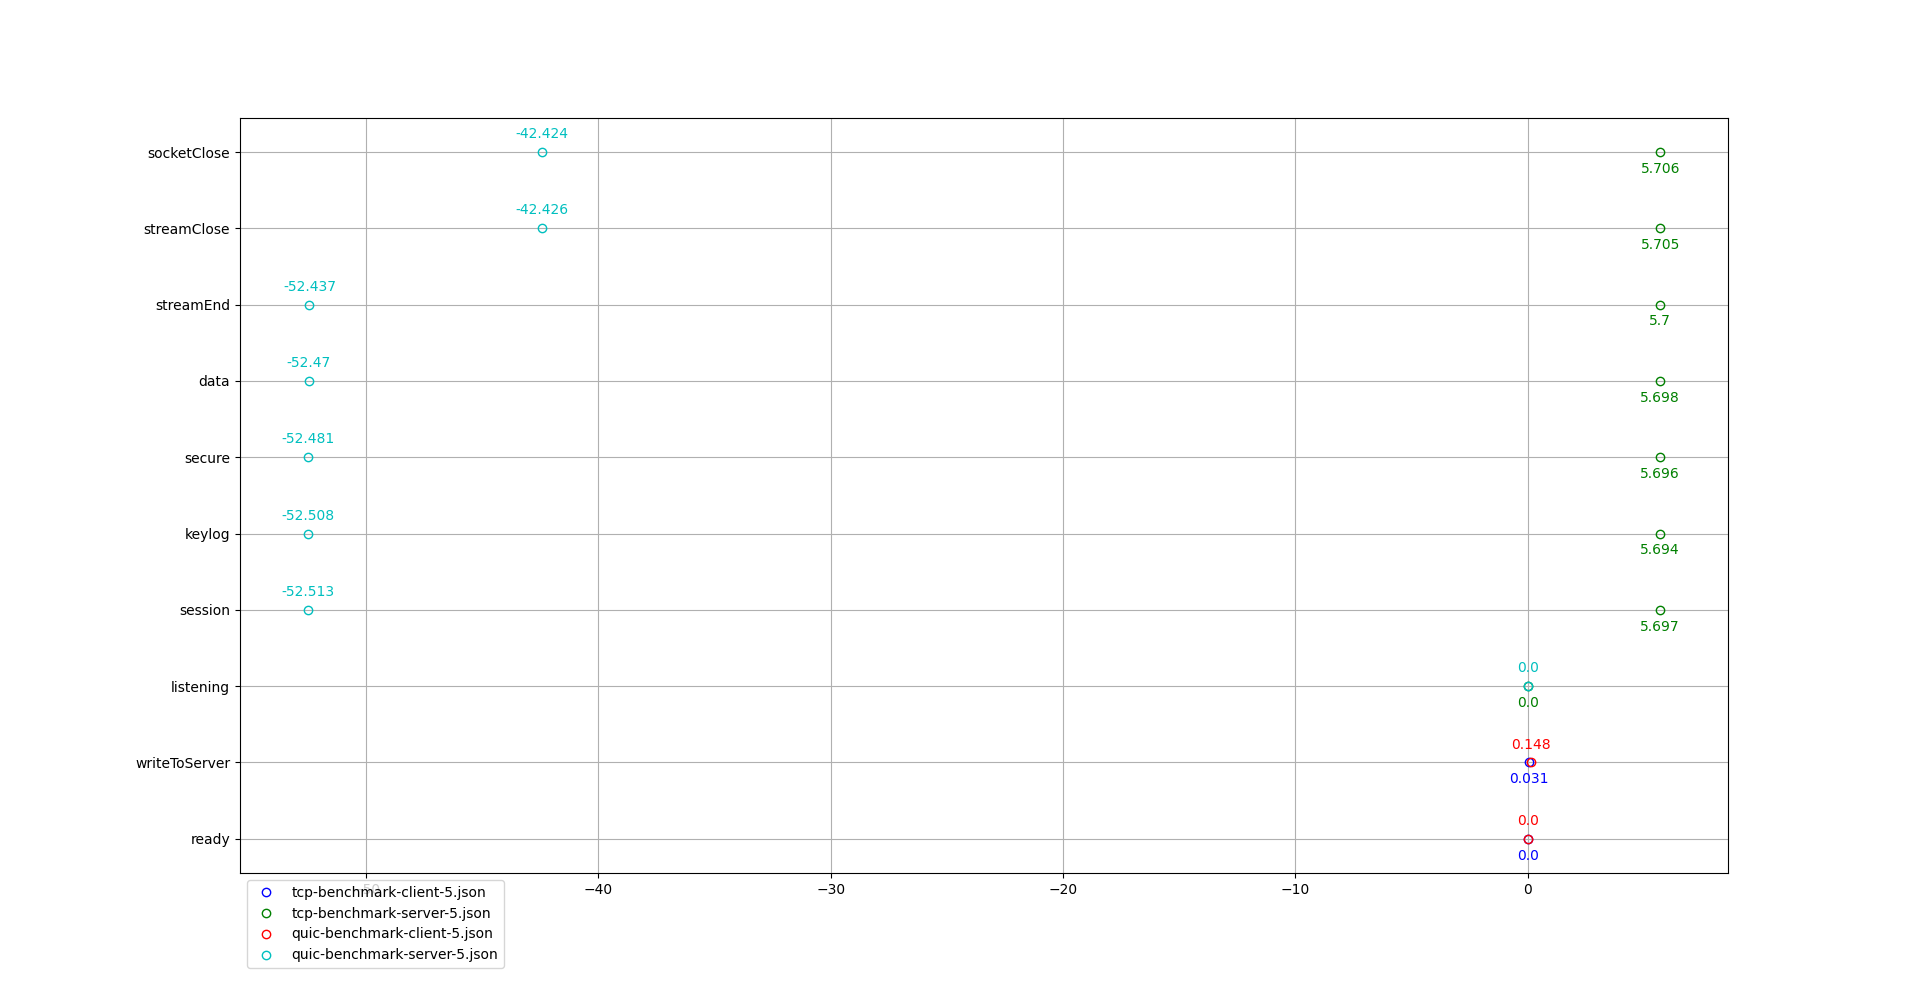 -42.424
socketClose
5.706
-42.426
streamClose
5.705
-52.437
streamEnd
5.7
-52.47
data
5.698
-52.481
secure
5.696
-52.508
keylog
5.694
-52.513
session
5.697
0.0
listening
0.0
0.148
writeToServer
0.031
0.0
ready
0.0
−50 −40 −30 −20 −10 0
tcp-benchmark-client-5.json
tcp-benchmark-server-5.json
quic-benchmark-client-5.json
quic-benchmark-server-5.json